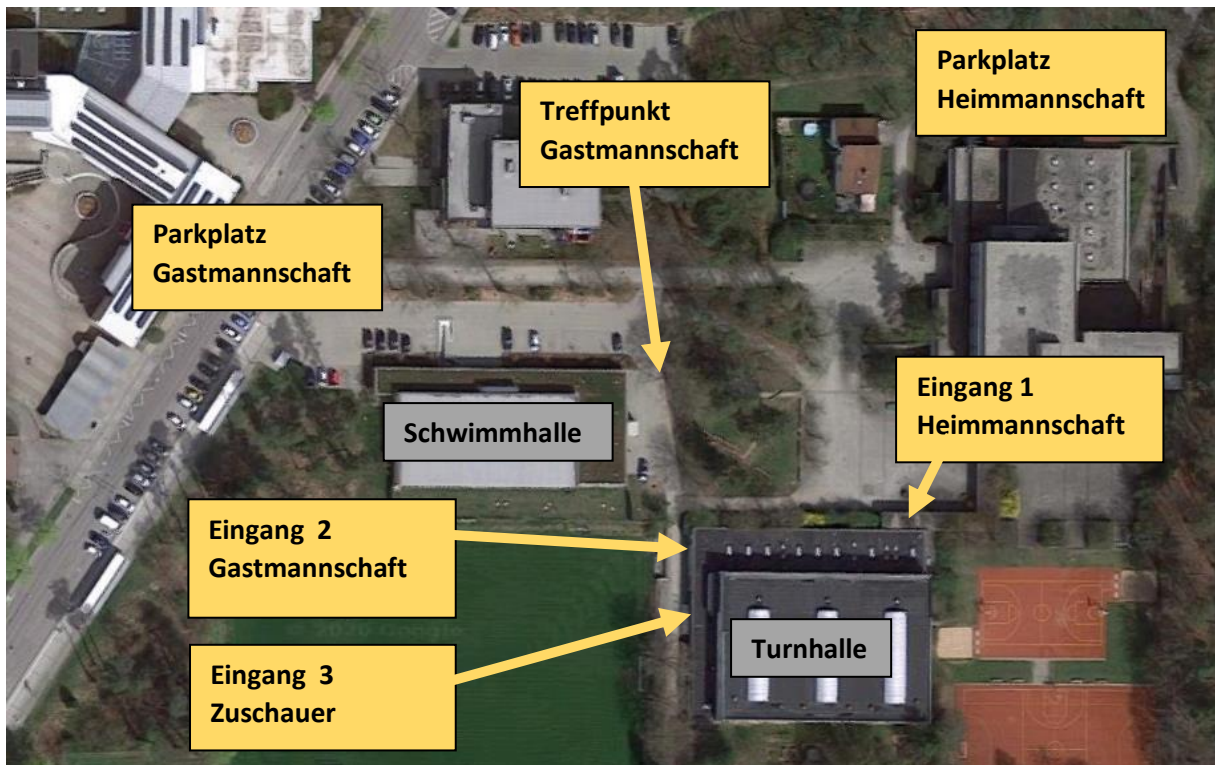 Parkplatz
Heimmannschaft
Treffpunkt
Gastmannschaft
Parkplatz
Gastmannschaft
Eingang 1
Heimmannschaft
Schwimmhalle
Eingang  2
Gastmannschaft
Turnhalle
Eingang  3
Zuschauer